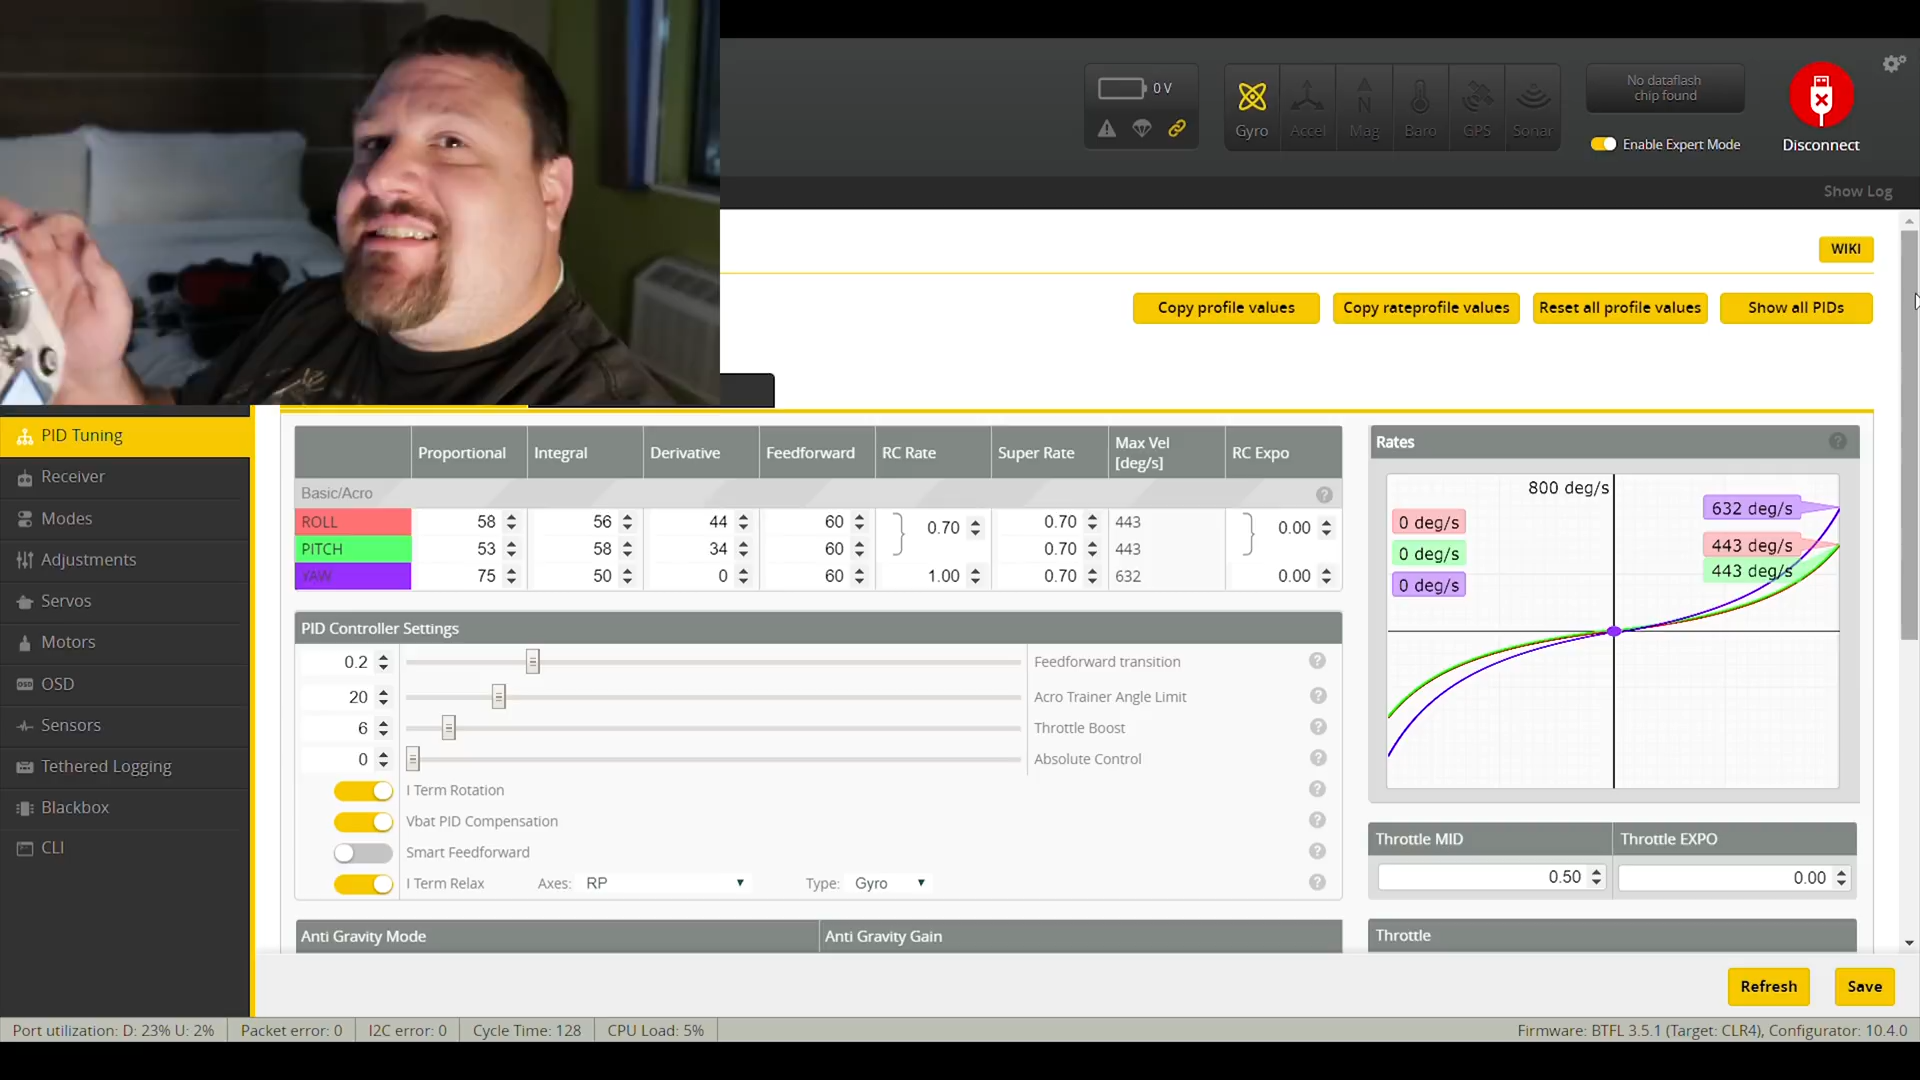 0 V
Gyro Accel Mag Baro GPS Sonar
No dataflash
chip found
Enable Expert Mode
Disconnect
Show Log
WIKI
Copy profile values Copy rateprofile values Reset all profile values Show all PIDs
PID Tuning
Receiver
Modes
Adjustments
Servos
Motors
OSD
Sensors
Tethered Logging
Blackbox
CLI
Proportional Integral Derivative Feedforward RC Rate Super Rate Max Vel [deg/s] RC Expo
Basic/Acro
ROLL 58 56 44 60 0.70 0.70 443 0.00
PITCH 53 58 34 60 0.70 443
YAW 75 50 0 60 1.00 0.70 632 0.00
PID Controller Settings
0.2 Feedforward transition
20 Acro Trainer Angle Limit
6 Throttle Boost
0 Absolute Control
I Term Rotation
Vbat PID Compensation
Smart Feedforward
I Term Relax Axes: RP Type: Gyro
Anti Gravity Mode Anti Gravity Gain
Rates
800 deg/s
0 deg/s
0 deg/s
0 deg/s
632 deg/s
443 deg/s
443 deg/s
Throttle MID Throttle EXPO
0.50 0.00
Throttle
Refresh Save
Port utilization: D: 23% U: 2% Packet error: 0 I2C error: 0 Cycle Time: 128 CPU Load: 5%
Firmware: BTFL 3.5.1 (Target: CLR4), Configurator: 10.4.0